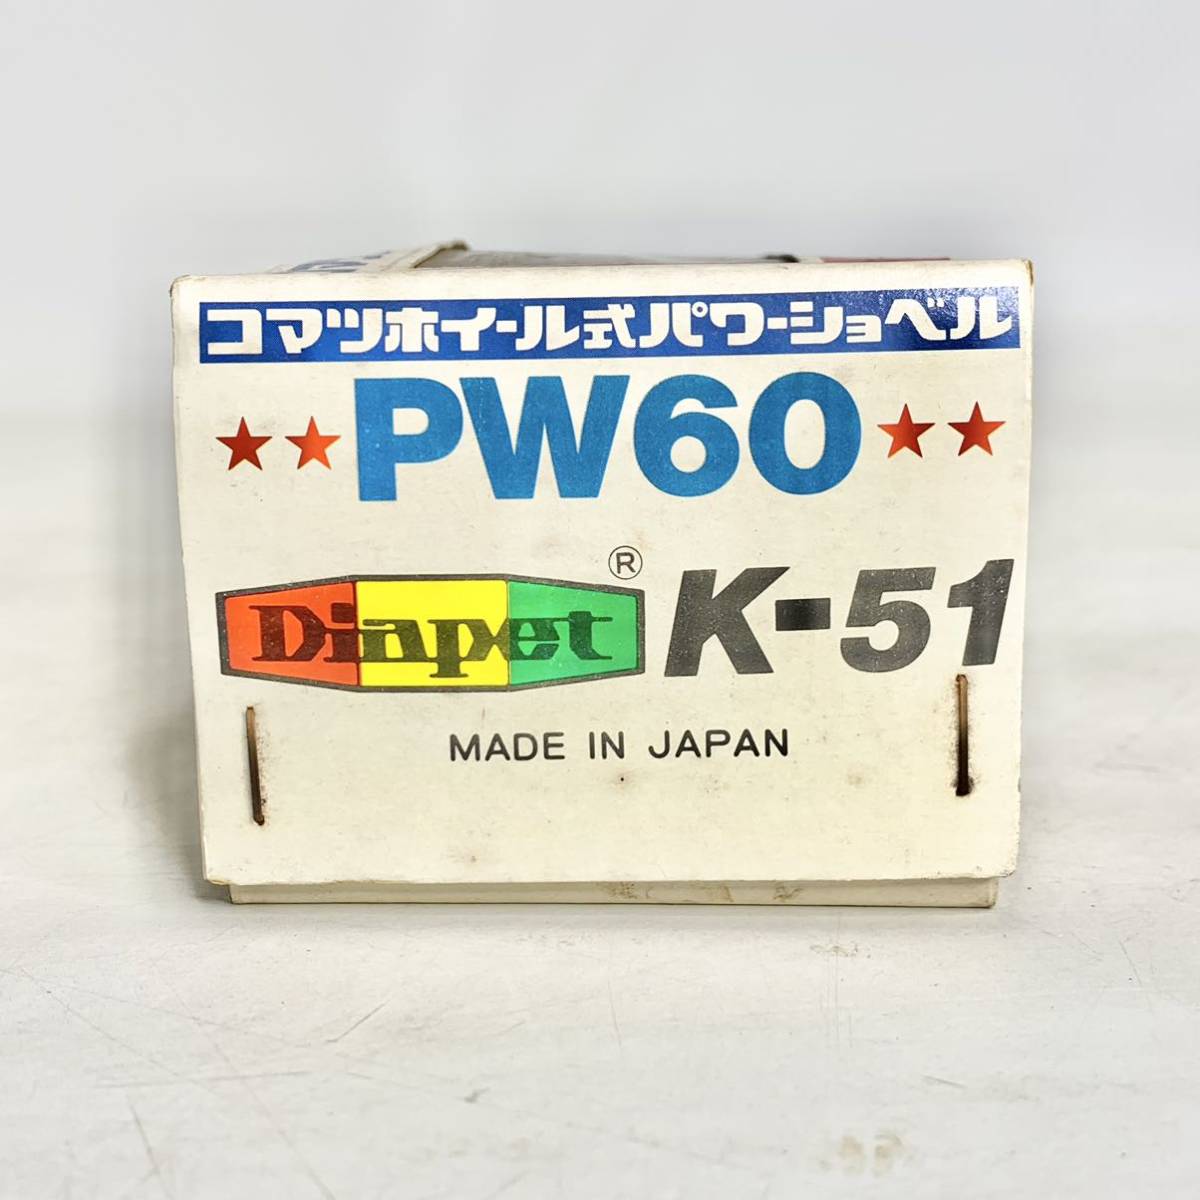 コマツホイール式パワーショベル
PW60
Diapet® K-51
MADE IN JAPAN